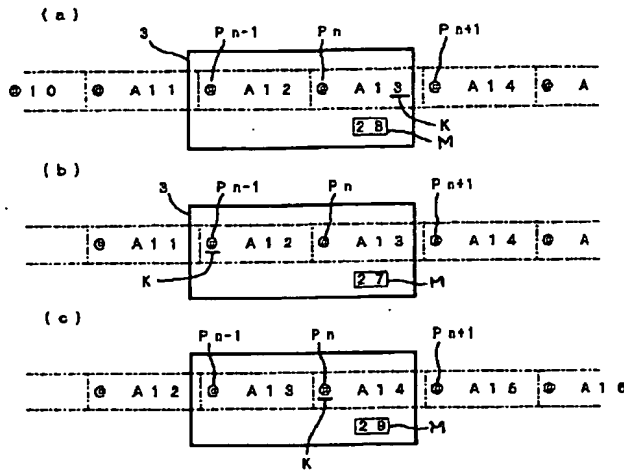 (a)
3 Pn-1 Pn Pn+1
⊕ 10 ⊕ A11 ⊕ A12 ⊕ A13 ⊕ A14 ⊕ A
28 K
M
(b)
3 Pn-1 Pn Pn+1
⊕ A11 ⊕ A12 ⊕ A13 ⊕ A14 ⊕ A
K 27 M
(c)
Pn-1 Pn Pn+1
⊕ A12 ⊕ A13 ⊕ A14 ⊕ A15 ⊕ A16
29 M
K